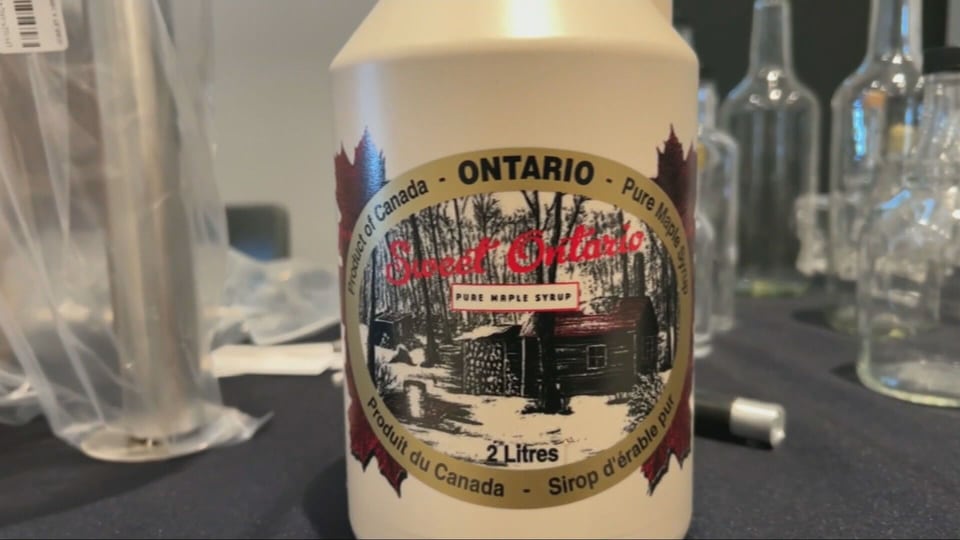 Product of Canada - ONTARIO - Pure Maple Syrup
Sweet Ontario
PURE MAPLE SYRUP
2 Litres
Produit du Canada - Sirop d'érable pur